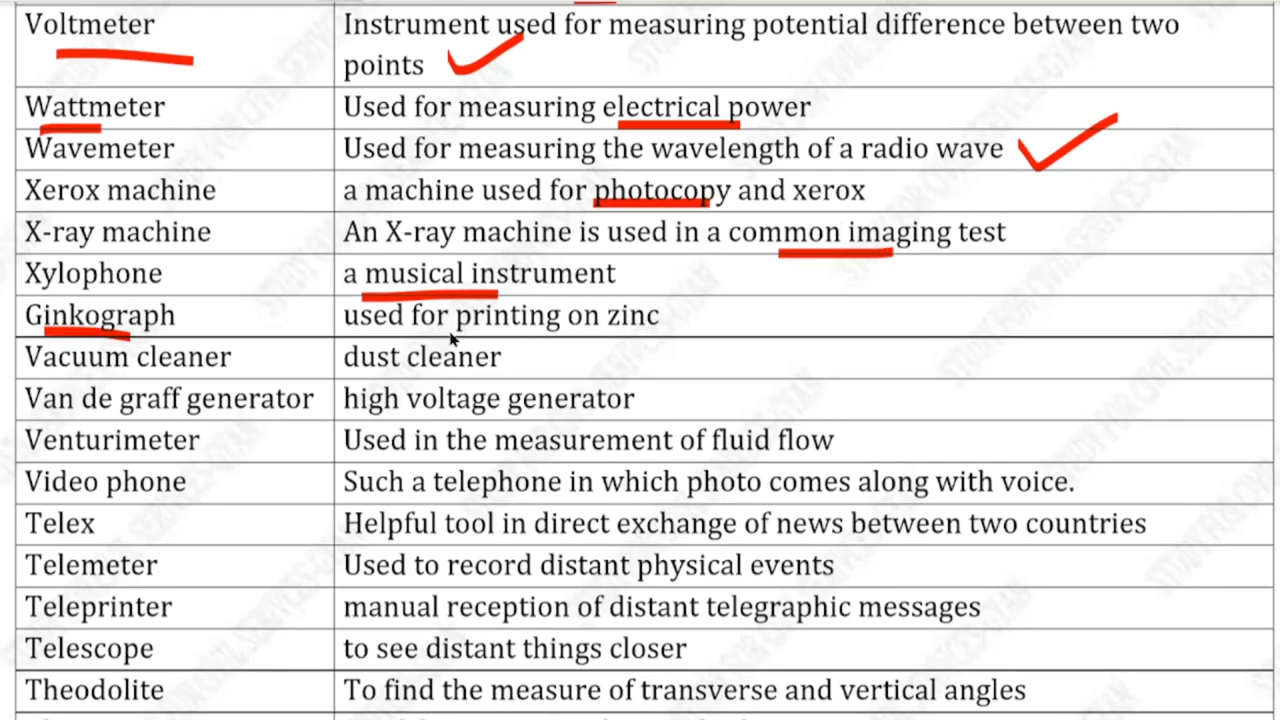 Voltmeter Instrument used for measuring potential difference between two
points
Wattmeter Used for measuring electrical power
Wavemeter Used for measuring the wavelength of a radio wave
Xerox machine a machine used for photocopy and xerox
X-ray machine An X-ray machine is used in a common imaging test
Xylophone a musical instrument
Ginkograph used for printing on zinc
Vacuum cleaner dust cleaner
Van de graff generator high voltage generator
Venturimeter Used in the measurement of fluid flow
Video phone Such a telephone in which photo comes along with voice.
Telex Helpful tool in direct exchange of news between two countries
Telemeter Used to record distant physical events
Teleprinter manual reception of distant telegraphic messages
Telescope to see distant things closer
Theodolite To find the measure of transverse and vertical angles